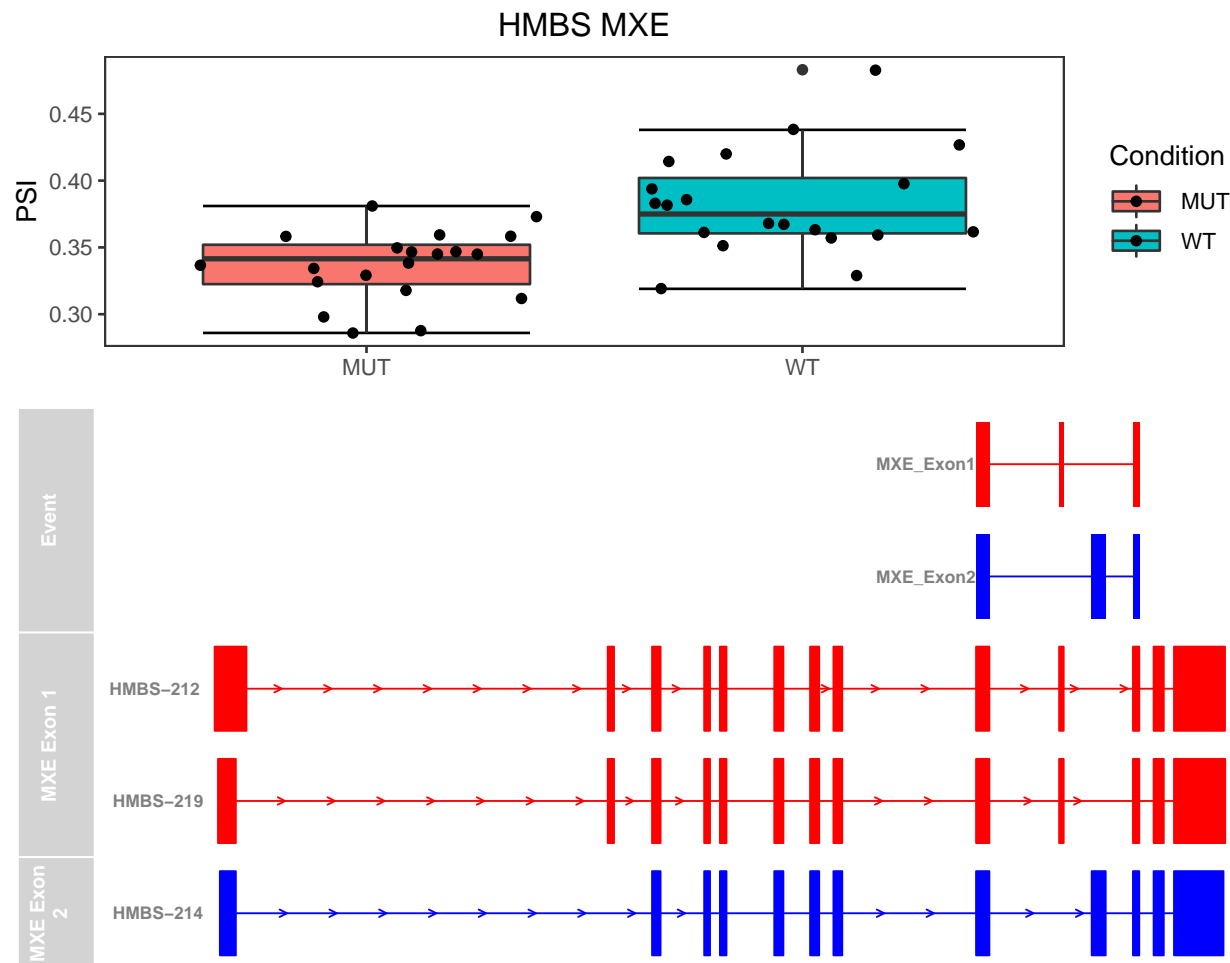 HMBS MXE
PSI
0.45
0.40
0.35
0.30
MUT
WT
Condition
MUT
WT
Event
MXE_Exon1
MXE_Exon2
MXE Exon 1
HMBS−212
HMBS−219
MXE Exon
2
HMBS−214